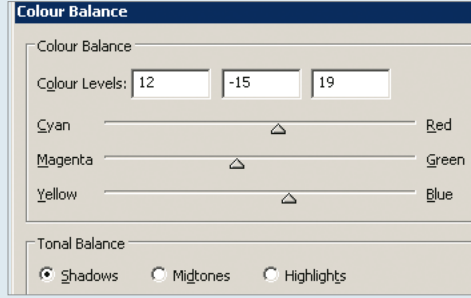 Colour Balance
Colour Balance
Colour Levels: 12 -15 19
Cyan Red
Magenta Green
Yellow Blue
Tonal Balance
Shadows Midtones Highlights